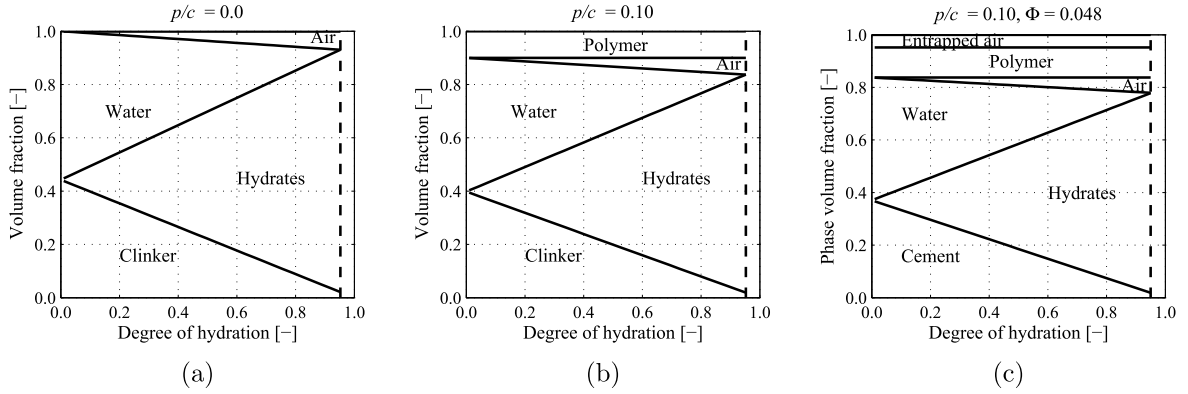 p/c = 0.0
1.0
0.8
0.6
0.4
0.2
0.0
Volume fraction [−]
Air
Water
Hydrates
Clinker
0.0 0.2 0.4 0.6 0.8 1.0
Degree of hydration [−]
(a)
p/c = 0.10
1.0
0.8
0.6
0.4
0.2
0.0
Volume fraction [−]
Polymer
Air
Water
Hydrates
Clinker
0.0 0.2 0.4 0.6 0.8 1.0
Degree of hydration [−]
(b)
p/c = 0.10, Φ = 0.048
1.0
0.8
0.6
0.4
0.2
0.0
Phase volume fraction [−]
Entrapped air
Polymer
Air
Water
Hydrates
Cement
0.0 0.2 0.4 0.6 0.8 1.0
Degree of hydration [−]
(c)